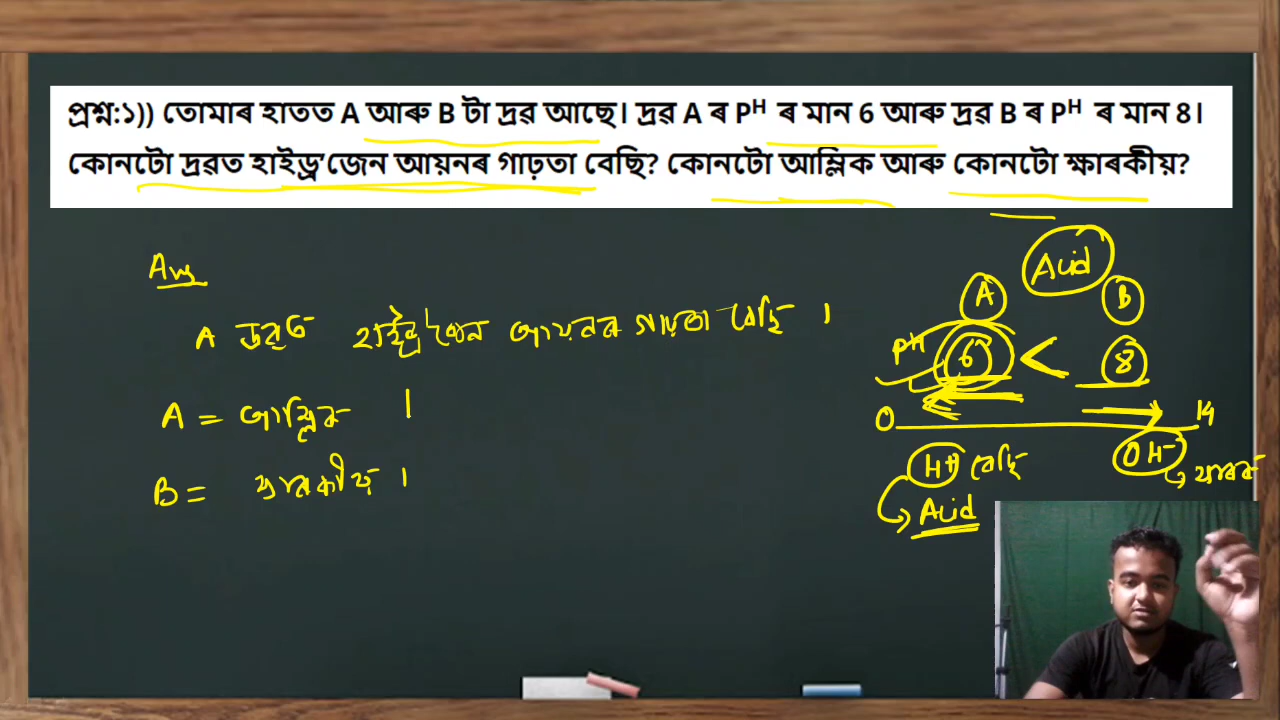 প্ৰশ্ন:১)) তোমাৰ হাতত A আৰু B টা দ্ৰৱ আছে। দ্ৰৱ A ৰ Pᴴ ৰ মান 6 আৰু দ্ৰৱ B ৰ Pᴴ ৰ মান 8।
কোনটো দ্ৰৱত হাইড্ৰ'জেন আয়নৰ গাঢ়তা বেছি? কোনটো আম্লিক আৰু কোনটো ক্ষাৰকীয়?
Ans
Acid
A B
A দ্ৰৱত হাইড্ৰ'জেন আয়নৰ গাঢ়তা বেছি ।
PH 6 < 8
A = আম্লিক ।
0 14
H+ বেছি OH-
B = ক্ষাৰকীয় ।
Acid